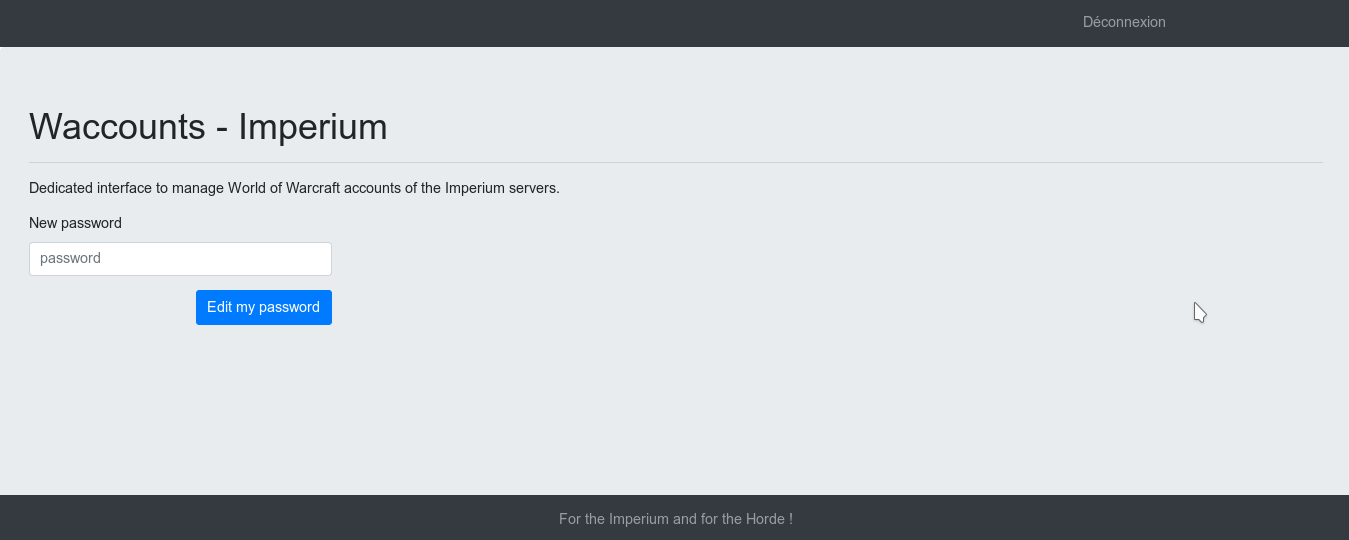 Déconnexion
Waccounts - Imperium
Dedicated interface to manage World of Warcraft accounts of the Imperium servers.
New password
password
Edit my password
For the Imperium and for the Horde !